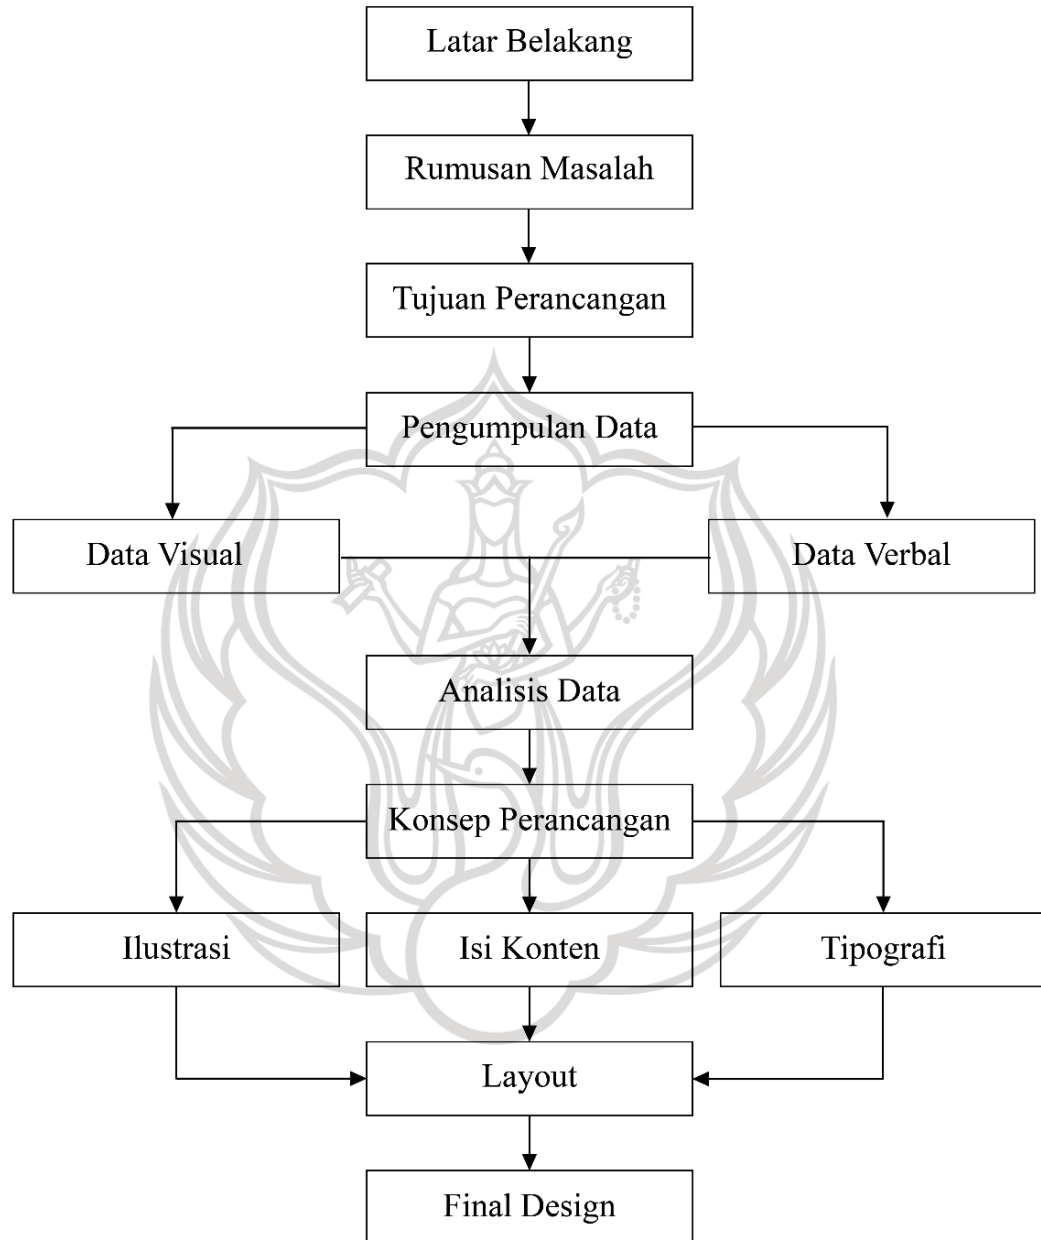 Latar Belakang
Rumusan Masalah
Tujuan Perancangan
Pengumpulan Data
Data Visual
Data Verbal
Analisis Data
Konsep Perancangan
Ilustrasi
Isi Konten
Tipografi
Layout
Final Design